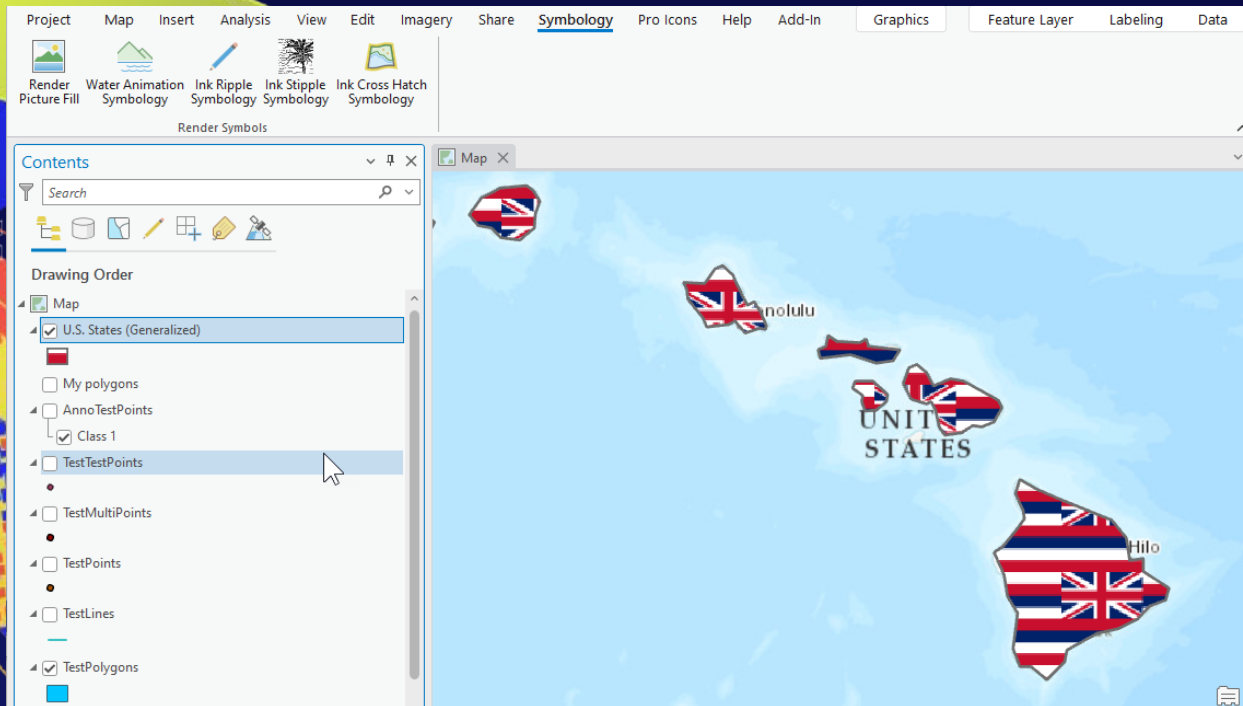 Project Map Insert Analysis View Edit Imagery Share Symbology Pro Icons Help Add-In Graphics Feature Layer Labeling Data
Render Picture Fill
Water Animation Symbology
Ink Ripple Symbology
Ink Stipple Symbology
Ink Cross Hatch Symbology
Render Symbols
Contents
Search
Drawing Order
Map
U.S. States (Generalized)
My polygons
AnnoTestPoints
Class 1
TestTestPoints
TestMultiPoints
TestPoints
TestLines
TestPolygons
Map
nolulu
UNIT
STATES
Hilo